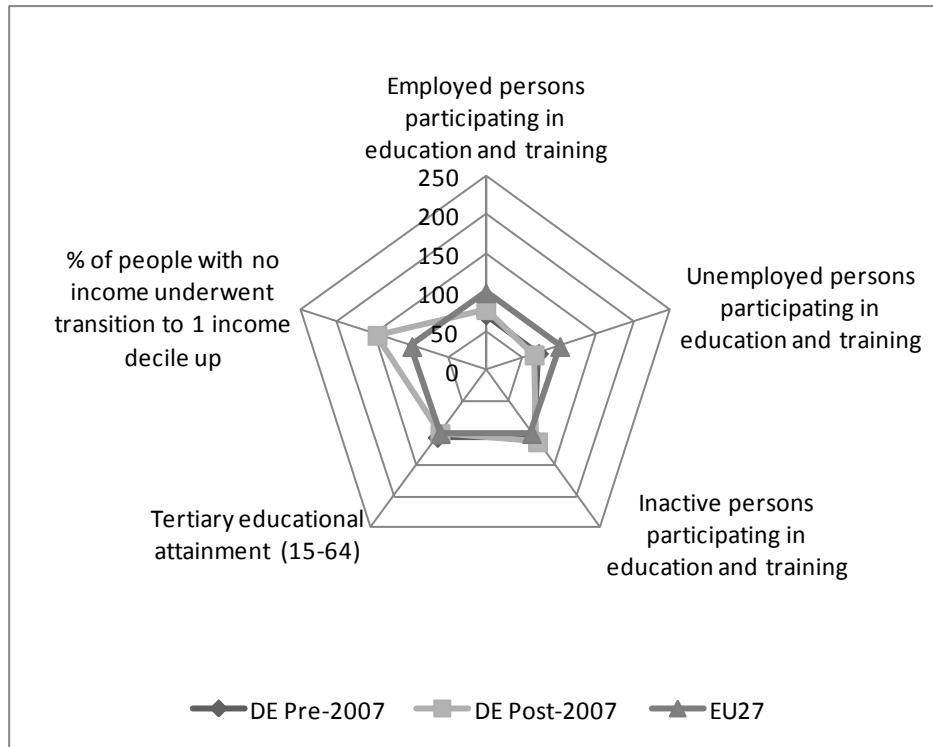 Employed persons
participating in
education and training
250
200
150
100
50
0
% of people with no
income underwent
transition to 1 income
decile up
Unemployed persons
participating in
education and training
Tertiary educational
attainment (15-64)
Inactive persons
participating in
education and training
DE Pre-2007 DE Post-2007 EU27